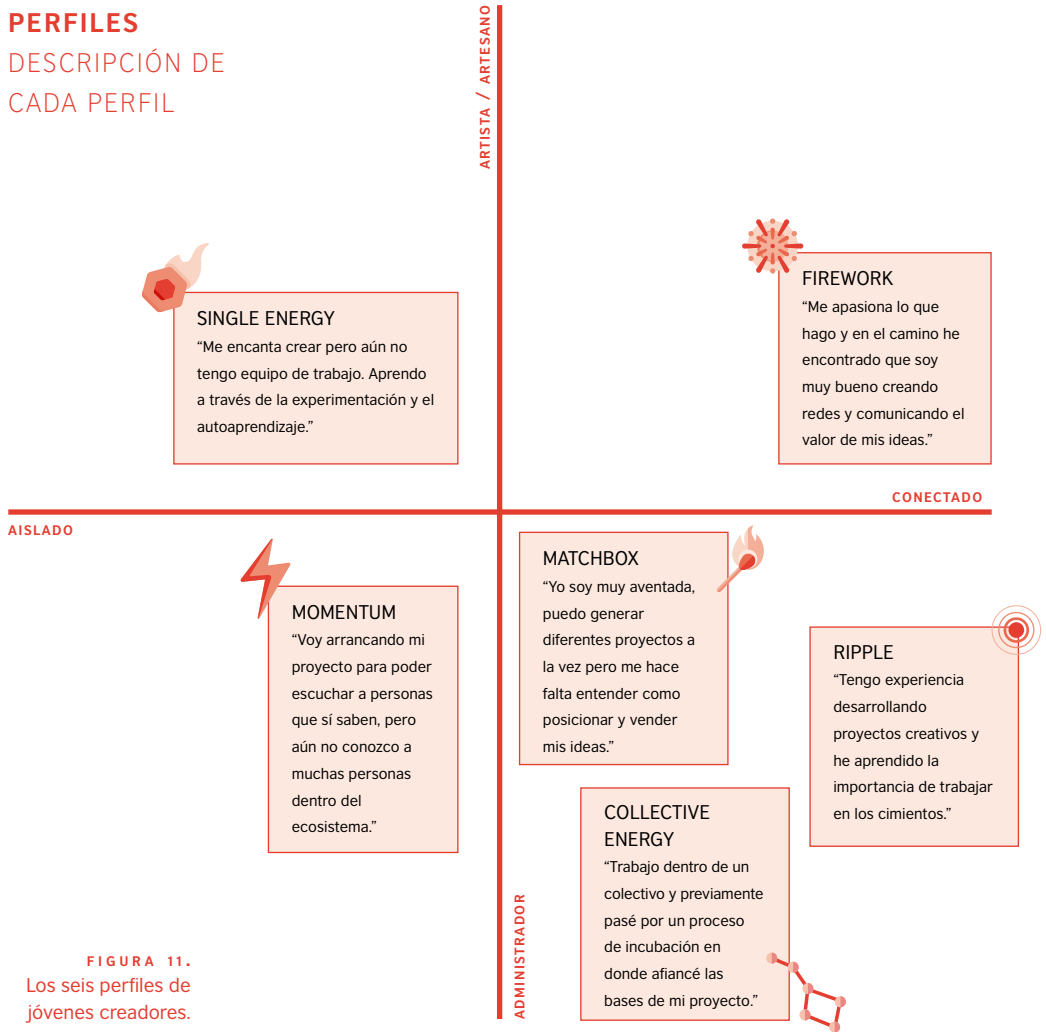 PERFILES
DESCRIPCIÓN DE
CADA PERFIL
ARTISTA / ARTESANO
SINGLE ENERGY
“Me encanta crear pero aún no
tengo equipo de trabajo. Aprendo
a través de la experimentación y el
autoaprendizaje.”
FIREWORK
“Me apasiona lo que
hago y en el camino he
encontrado que soy
muy bueno creando
redes y comunicando el
valor de mis ideas.”
CONECTADO
AISLADO
MOMENTUM
“Voy arrancando mi
proyecto para poder
escuchar a personas
que sí saben, pero
aún no conozco a
muchas personas
dentro del
ecosistema.”
MATCHBOX
“Yo soy muy aventada,
puedo generar
diferentes proyectos a
la vez pero me hace
falta entender como
posicionar y vender
mis ideas.”
RIPPLE
“Tengo experiencia
desarrollando
proyectos creativos y
he aprendido la
importancia de trabajar
en los cimientos.”
COLLECTIVE
ENERGY
“Trabajo dentro de un
colectivo y previamente
pasé por un proceso
de incubación en
donde afiancé las
bases de mi proyecto.”
ADMINISTRADOR
FIGURA 11.
Los seis perfiles de
jóvenes creadores.